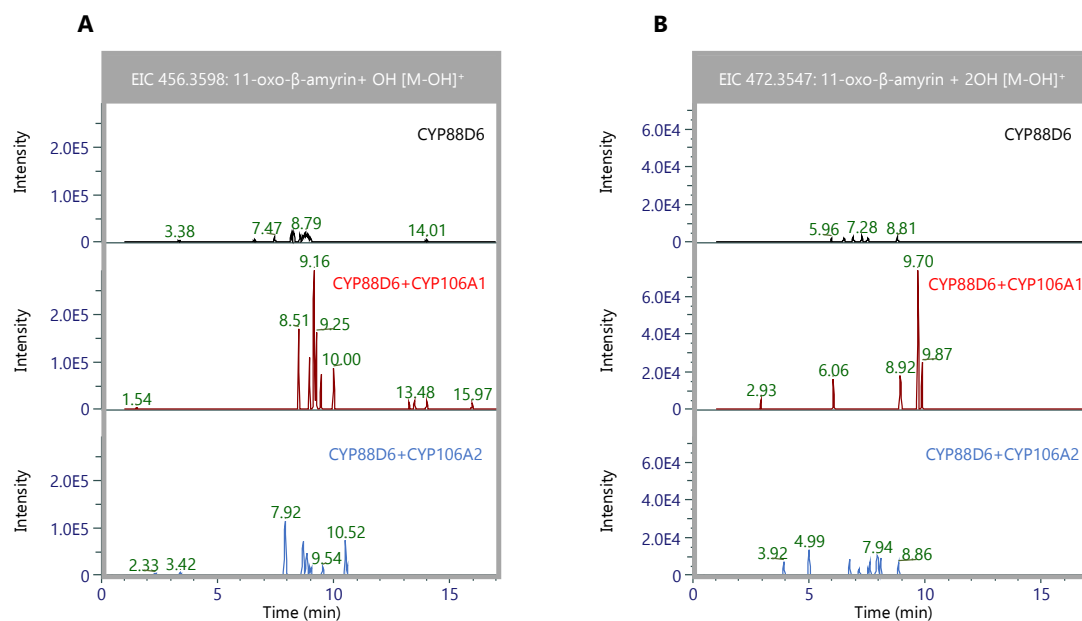 A
EIC 456.3598: 11-oxo-β-amyrin+ OH [M-OH]⁺
Intensity
2.0E5
1.0E5
0
CYP88D6
3.38
7.47
8.79
14.01
Intensity
2.0E5
1.0E5
0
CYP88D6+CYP106A1
9.16
8.51
9.25
10.00
1.54
13.48
15.97
Intensity
2.0E5
1.0E5
0
CYP88D6+CYP106A2
7.92
10.52
2.33
3.42
9.54
0
5
10
15
Time (min)
B
EIC 472.3547: 11-oxo-β-amyrin + 2OH [M-OH]⁺
Intensity
6.0E4
4.0E4
2.0E4
0
CYP88D6
5.96
7.28
8.81
Intensity
6.0E4
4.0E4
2.0E4
0
9.70
CYP88D6+CYP106A1
2.93
6.06
8.92
9.87
Intensity
6.0E4
4.0E4
2.0E4
0
CYP88D6+CYP106A2
3.92
4.99
7.94
8.86
0
5
10
15
Time (min)